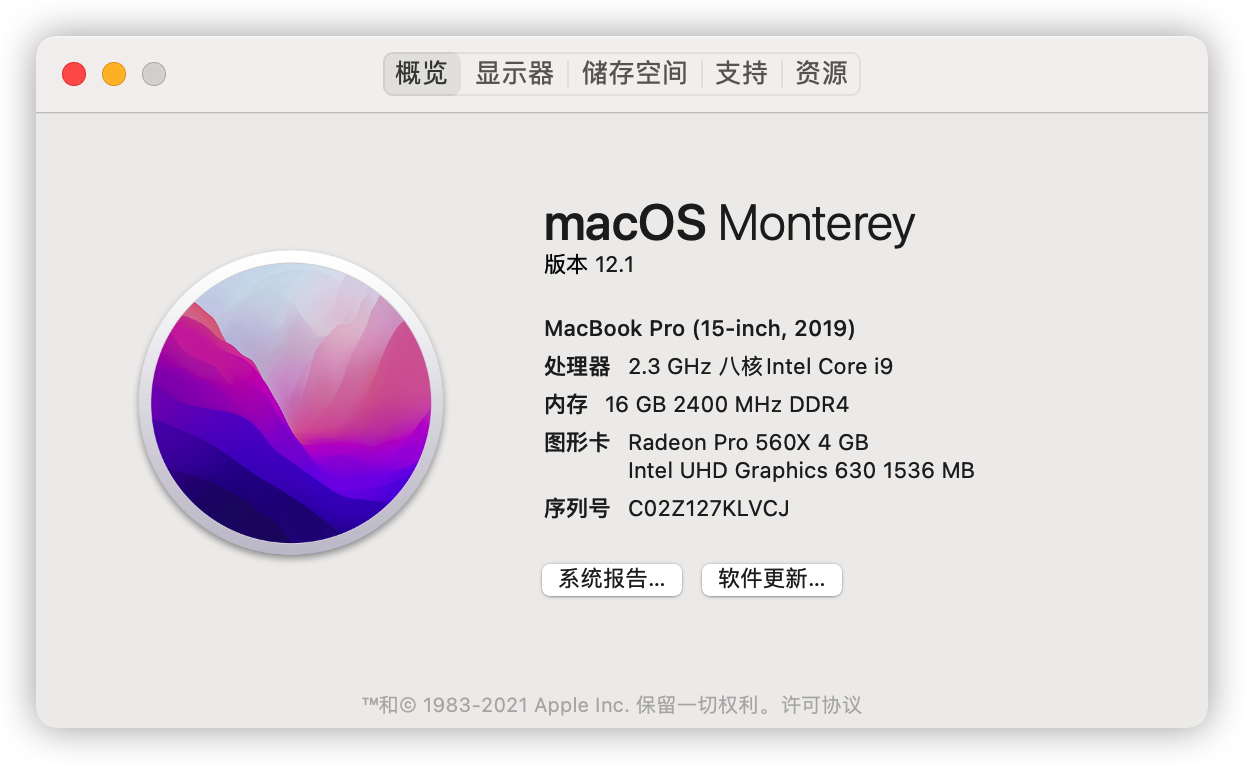 概览 显示器 储存空间 支持 资源
macOS Monterey
版本 12.1
MacBook Pro (15-inch, 2019)
处理器 2.3 GHz 八核Intel Core i9
内存 16 GB 2400 MHz DDR4
图形卡 Radeon Pro 560X 4 GB
Intel UHD Graphics 630 1536 MB
序列号 C02Z127KLVCJ
系统报告... 软件更新...
™和© 1983-2021 Apple Inc. 保留一切权利。许可协议